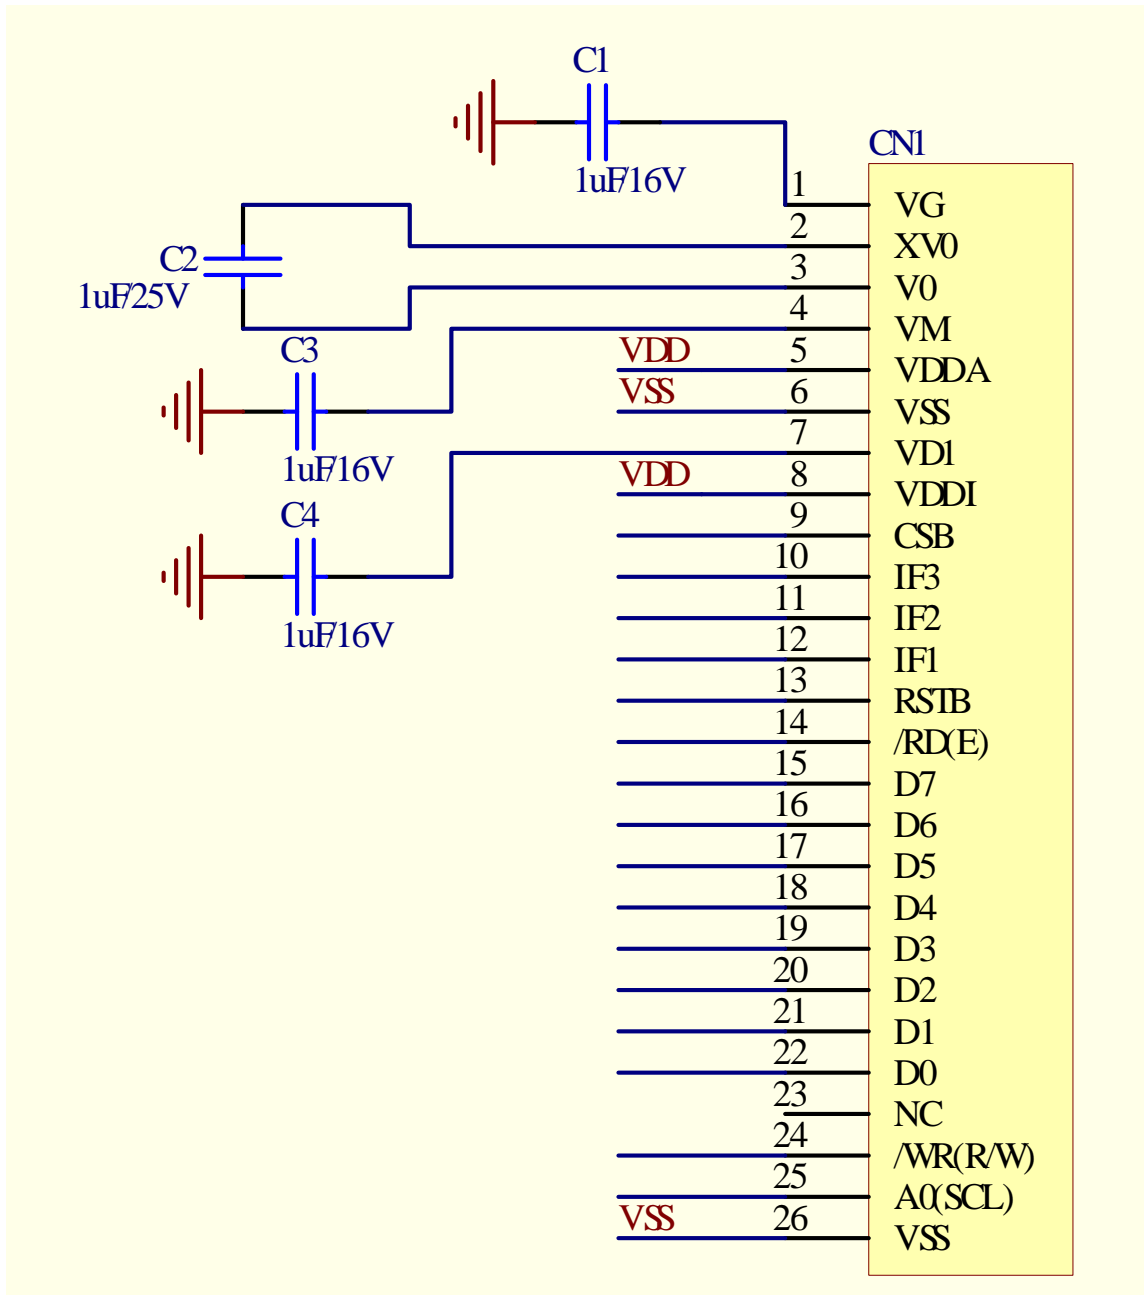 C1
1uF/16V
CN1
1 VG
2 XV0
C2
1uF/25V
3 V0
4 VM
C3
1uF/16V
VDD 5 VDDA
VSS 6 VSS
7 VD1
VDD 8 VDDI
C4
1uF/16V
9 CSB
10 IF3
11 IF2
12 IF1
13 RSTB
14 /RD(E)
15 D7
16 D6
17 D5
18 D4
19 D3
20 D2
21 D1
22 D0
23 NC
24 /WR(R/W)
25 A0(SCL)
VSS 26 VSS